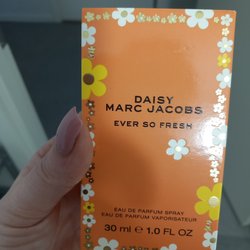 DAISY
MARC JACOBS
EVER SO FRESH
EAU DE PARFUM SPRAY
EAU DE PARFUM VAPORISATEUR
30 ml ℮ 1.0 FL OZ